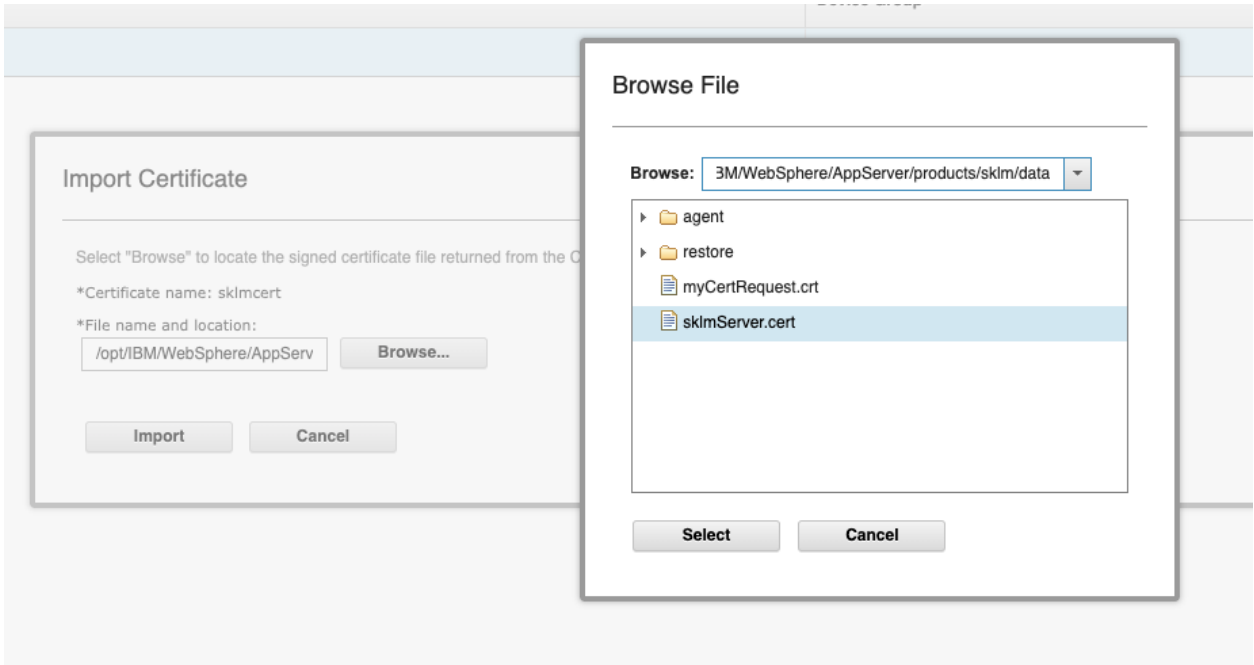 Browse File
Browse: BM/WebSphere/AppServer/products/sklm/data
agent
restore
myCertRequest.crt
sklmServer.cert
Select Cancel
Import Certificate
Select "Browse" to locate the signed certificate file returned from the C
*Certificate name: sklmcert
*File name and location:
/opt/IBM/WebSphere/AppServ Browse...
Import Cancel